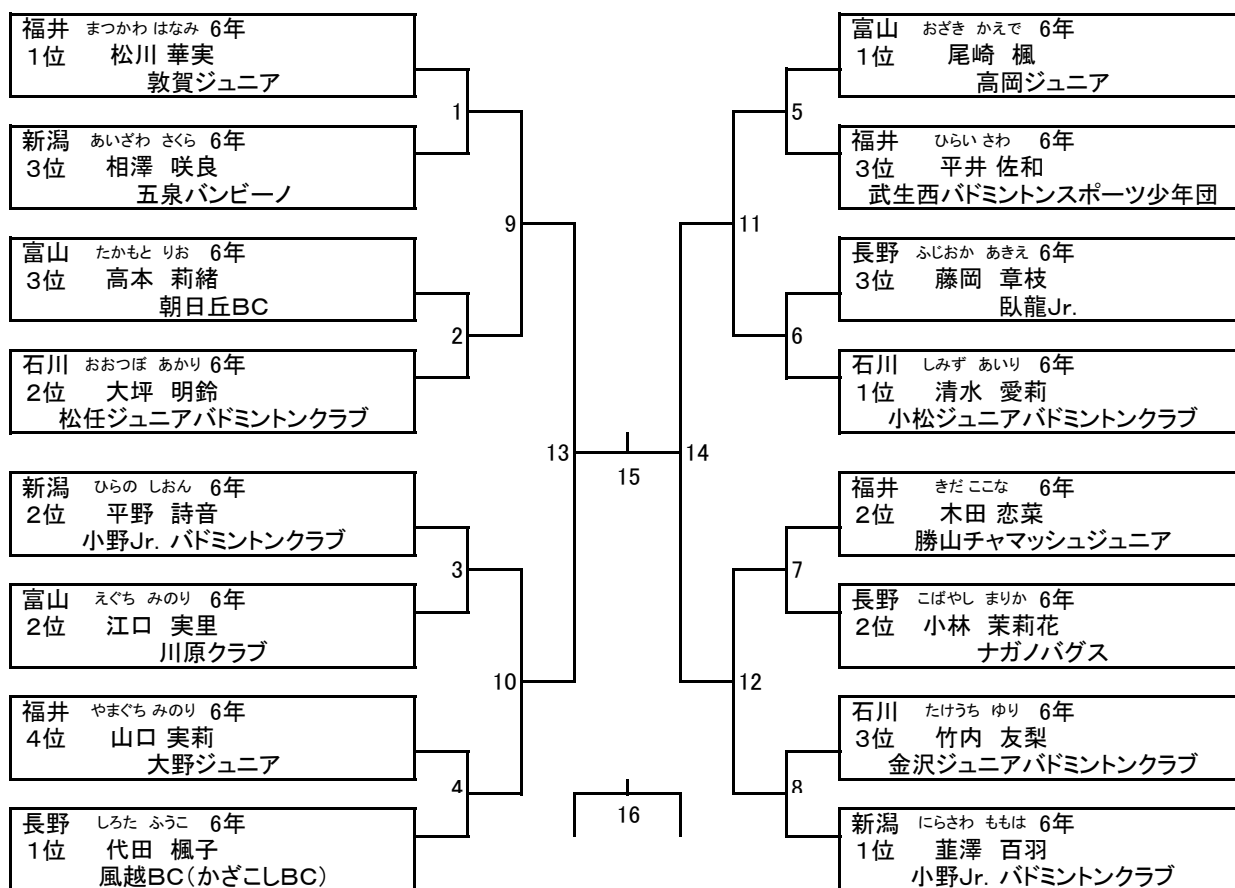 福井 まつかわ はなみ 6年
1位 松川 華実
敦賀ジュニア
1
新潟 あいざわ さくら 6年
3位 相澤 咲良
五泉バンビーノ
9
富山 たかもと りお 6年
3位 高本 莉緒
朝日丘BC
2
石川 おおつぼ あかり 6年
2位 大坪 明鈴
松任ジュニアバドミントンクラブ
13
新潟 ひらの しおん 6年
2位 平野 詩音
小野Jr. バドミントンクラブ
3
富山 えぐち みのり 6年
2位 江口 実里
川原クラブ
10
福井 やまぐち みのり 6年
4位 山口 実莉
大野ジュニア
4
長野 しろた ふうこ 6年
1位 代田 楓子
風越BC(かざこしBC)
15
16
富山 おざき かえで 6年
1位 尾崎 楓
高岡ジュニア
5
福井 ひらい さわ 6年
3位 平井 佐和
武生西バドミントンスポーツ少年団
11
長野 ふじおか あきえ 6年
3位 藤岡 章枝
臥龍Jr.
6
石川 しみず あいり 6年
1位 清水 愛莉
小松ジュニアバドミントンクラブ
14
福井 きだ ここな 6年
2位 木田 恋菜
勝山チャマッシュジュニア
7
長野 こばやし まりか 6年
2位 小林 茉莉花
ナガノバグス
12
石川 たけうち ゆり 6年
3位 竹内 友梨
金沢ジュニアバドミントンクラブ
8
新潟 にらさわ ももは 6年
1位 韮澤 百羽
小野Jr. バドミントンクラブ